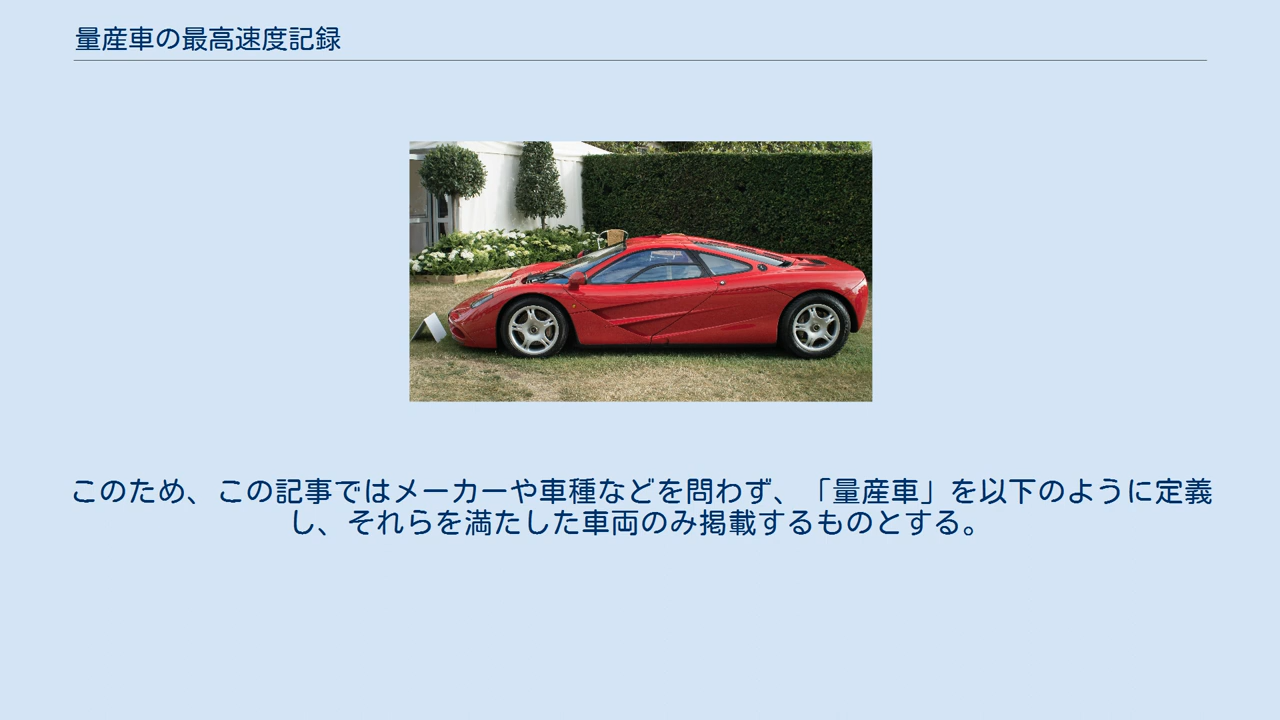 量産車の最高速度記録
このため、この記事ではメーカーや車種などを問わず、「量産車」を以下のように定義
し、それらを満たした車両のみ掲載するものとする。